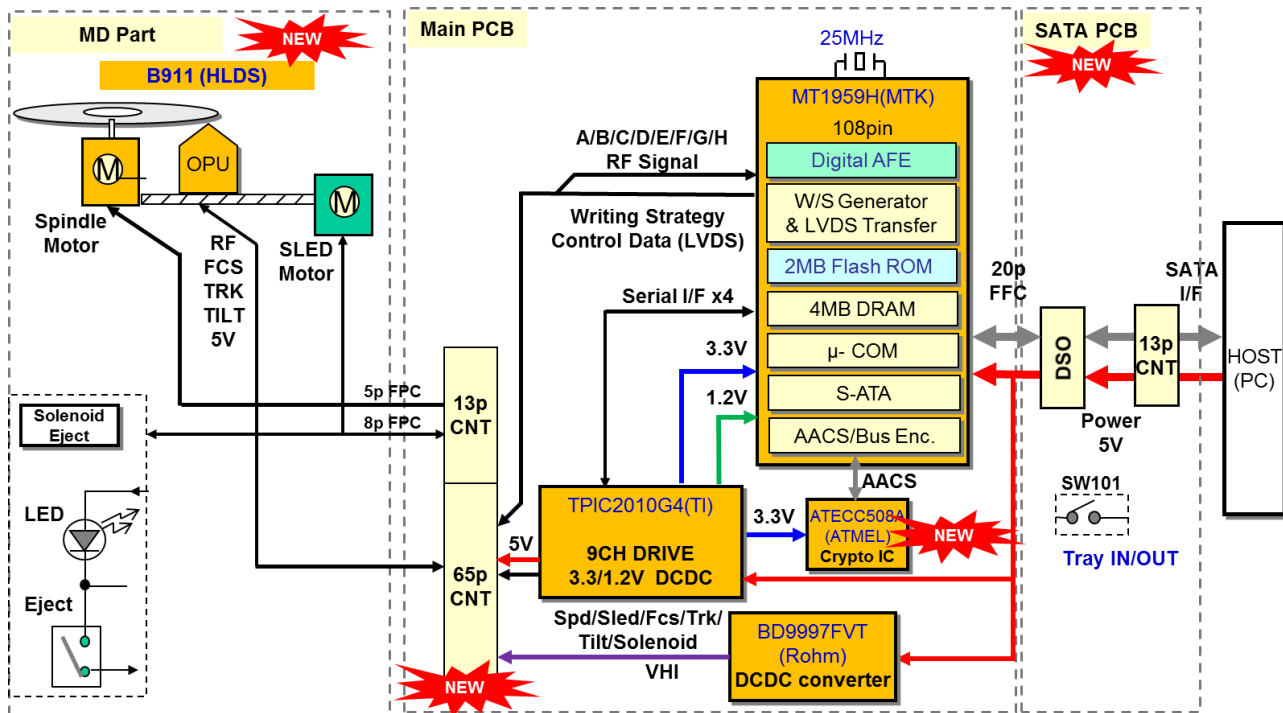 MD Part
NEW
B911 (HLDS)
M
OPU
M
Spindle
Motor
RF
FCS
TRK
TILT
5V
SLED
Motor
Solenoid
Eject
LED
Eject
5p FPC
8p FPC
Main PCB
13p
CNT
65p
CNT
NEW
A/B/C/D/E/F/G/H
RF Signal
Writing Strategy
Control Data (LVDS)
Serial I/F x4
3.3V
1.2V
25MHz
MT1959H(MTK)
108pin
Digital AFE
W/S Generator
& LVDS Transfer
2MB Flash ROM
4MB DRAM
µ- COM
S-ATA
AACS/Bus Enc.
AACS
TPIC2010G4(TI)
9CH DRIVE
3.3/1.2V DCDC
5V
3.3V
ATECC508A
(ATMEL)
Crypto IC
NEW
Spd/Sled/Fcs/Trk/
Tilt/Solenoid
VHI
BD9997FVT
(Rohm)
DCDC converter
SATA PCB
NEW
20p
FFC
DSO
13p
CNT
SATA
I/F
Power
5V
SW101
Tray IN/OUT
HOST
(PC)